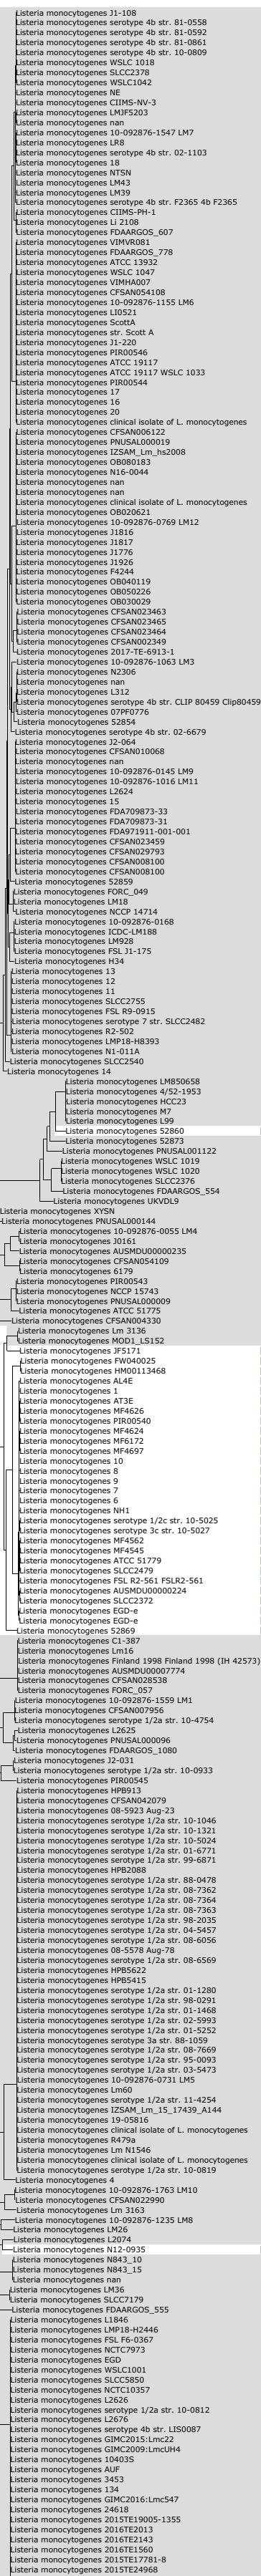 Listeria monocytogenes J1-108
Listeria monocytogenes serotype 4b str. 81-0558
Listeria monocytogenes serotype 4b str. 81-0592
Listeria monocytogenes serotype 4b str. 81-0861
Listeria monocytogenes serotype 4b str. 10-0809
Listeria monocytogenes WSLC 1018
Listeria monocytogenes SLCC2378
Listeria monocytogenes WSLC1042
Listeria monocytogenes NE
Listeria monocytogenes CIIMS-NV-3
Listeria monocytogenes LMJF5203
Listeria monocytogenes nan
Listeria monocytogenes 10-092876-1547 LM7
Listeria monocytogenes LR8
Listeria monocytogenes serotype 4b str. 02-1103
Listeria monocytogenes 18
Listeria monocytogenes NTSN
Listeria monocytogenes LM43
Listeria monocytogenes LM39
Listeria monocytogenes serotype 4b str. F2365 4b F2365
Listeria monocytogenes CIIMS-PH-1
Listeria monocytogenes Li 2108
Listeria monocytogenes FDAARGOS_607
Listeria monocytogenes VIMVR081
Listeria monocytogenes FDAARGOS_778
Listeria monocytogenes ATCC 13932
Listeria monocytogenes WSLC 1047
Listeria monocytogenes VIMHA007
Listeria monocytogenes CFSAN054108
Listeria monocytogenes 10-092876-1155 LM6
Listeria monocytogenes LI0521
Listeria monocytogenes ScottA
Listeria monocytogenes str. Scott A
Listeria monocytogenes J1-220
Listeria monocytogenes PIR00546
Listeria monocytogenes ATCC 19117
Listeria monocytogenes ATCC 19117 WSLC 1033
Listeria monocytogenes PIR00544
Listeria monocytogenes 17
Listeria monocytogenes 16
Listeria monocytogenes 20
Listeria monocytogenes clinical isolate of L. monocytogenes
Listeria monocytogenes CFSAN006122
Listeria monocytogenes PNUSAL000019
Listeria monocytogenes IZSAM_Lm_hs2008
Listeria monocytogenes OB080183
Listeria monocytogenes N16-0044
Listeria monocytogenes nan
Listeria monocytogenes nan
Listeria monocytogenes clinical isolate of L. monocytogenes
Listeria monocytogenes OB020621
Listeria monocytogenes 10-092876-0769 LM12
Listeria monocytogenes J1816
Listeria monocytogenes J1817
Listeria monocytogenes J1776
Listeria monocytogenes J1926
Listeria monocytogenes F4244
Listeria monocytogenes OB040119
Listeria monocytogenes OB050226
Listeria monocytogenes OB030029
Listeria monocytogenes CFSAN023463
Listeria monocytogenes CFSAN023465
Listeria monocytogenes CFSAN023464
Listeria monocytogenes CFSAN002349
Listeria monocytogenes 2017-TE-6913-1
Listeria monocytogenes 10-092876-1063 LM3
Listeria monocytogenes N2306
Listeria monocytogenes nan
Listeria monocytogenes L312
Listeria monocytogenes serotype 4b str. CLIP 80459 Clip80459
Listeria monocytogenes 07PF0776
Listeria monocytogenes 52854
Listeria monocytogenes serotype 4b str. 02-6679
Listeria monocytogenes J2-064
Listeria monocytogenes CFSAN010068
Listeria monocytogenes nan
Listeria monocytogenes 10-092876-0145 LM9
Listeria monocytogenes 10-092876-1016 LM11
Listeria monocytogenes L2624
Listeria monocytogenes 15
Listeria monocytogenes FDA709873-33
Listeria monocytogenes FDA709873-31
Listeria monocytogenes FDA971911-001-001
Listeria monocytogenes CFSAN023459
Listeria monocytogenes CFSAN029793
Listeria monocytogenes CFSAN008100
Listeria monocytogenes CFSAN008100
Listeria monocytogenes 52859
Listeria monocytogenes FORC_049
Listeria monocytogenes LM18
Listeria monocytogenes NCCP 14714
Listeria monocytogenes 10-092876-0168
Listeria monocytogenes ICDC-LM188
Listeria monocytogenes LM928
Listeria monocytogenes FSL J1-175
Listeria monocytogenes H34
Listeria monocytogenes 13
Listeria monocytogenes 12
Listeria monocytogenes 11
Listeria monocytogenes SLCC2755
Listeria monocytogenes FSL R9-0915
Listeria monocytogenes serotype 7 str. SLCC2482
Listeria monocytogenes R2-502
Listeria monocytogenes LMP18-H8393
Listeria monocytogenes N1-011A
Listeria monocytogenes SLCC2540
Listeria monocytogenes 14
Listeria monocytogenes LM850658
Listeria monocytogenes 4/52-1953
Listeria monocytogenes HCC23
Listeria monocytogenes M7
Listeria monocytogenes L99
Listeria monocytogenes 52860
Listeria monocytogenes 52873
Listeria monocytogenes PNUSAL001122
Listeria monocytogenes WSLC 1019
Listeria monocytogenes WSLC 1020
Listeria monocytogenes SLCC2376
Listeria monocytogenes FDAARGOS_554
Listeria monocytogenes UKVDL9
Listeria monocytogenes XYSN
Listeria monocytogenes PNUSAL000144
Listeria monocytogenes 10-092876-0055 LM4
Listeria monocytogenes J0161
Listeria monocytogenes AUSMDU00000235
Listeria monocytogenes CFSAN054109
Listeria monocytogenes 6179
Listeria monocytogenes PIR00543
Listeria monocytogenes NCCP 15743
Listeria monocytogenes PNUSAL000009
Listeria monocytogenes ATCC 51775
Listeria monocytogenes CFSAN004330
Listeria monocytogenes Lm 3136
Listeria monocytogenes MOD1_LS152
Listeria monocytogenes JF5171
Listeria monocytogenes FW040025
Listeria monocytogenes HM00113468
Listeria monocytogenes AL4E
Listeria monocytogenes 1
Listeria monocytogenes AT3E
Listeria monocytogenes MF4626
Listeria monocytogenes PIR00540
Listeria monocytogenes MF4624
Listeria monocytogenes MF6172
Listeria monocytogenes MF4697
Listeria monocytogenes 10
Listeria monocytogenes 8
Listeria monocytogenes 9
Listeria monocytogenes 7
Listeria monocytogenes 6
Listeria monocytogenes NH1
Listeria monocytogenes serotype 1/2c str. 10-5025
Listeria monocytogenes serotype 3c str. 10-5027
Listeria monocytogenes MF4562
Listeria monocytogenes MF4545
Listeria monocytogenes ATCC 51779
Listeria monocytogenes SLCC2479
Listeria monocytogenes FSL R2-561 FSLR2-561
Listeria monocytogenes AUSMDU00000224
Listeria monocytogenes SLCC2372
Listeria monocytogenes EGD-e
Listeria monocytogenes EGD-e
Listeria monocytogenes 52869
Listeria monocytogenes C1-387
Listeria monocytogenes Lm16
Listeria monocytogenes Finland 1998 Finland 1998 (IH 42573)
Listeria monocytogenes AUSMDU00007774
Listeria monocytogenes CFSAN028538
Listeria monocytogenes FORC_057
Listeria monocytogenes 10-092876-1559 LM1
Listeria monocytogenes CFSAN007956
Listeria monocytogenes serotype 1/2a str. 10-4754
Listeria monocytogenes L2625
Listeria monocytogenes PNUSAL000096
Listeria monocytogenes FDAARGOS_1080
Listeria monocytogenes J2-031
Listeria monocytogenes serotype 1/2a str. 10-0933
Listeria monocytogenes PIR00545
Listeria monocytogenes HPB913
Listeria monocytogenes CFSAN042079
Listeria monocytogenes 08-5923 Aug-23
Listeria monocytogenes serotype 1/2a str. 10-1046
Listeria monocytogenes serotype 1/2a str. 10-1321
Listeria monocytogenes serotype 1/2a str. 10-5024
Listeria monocytogenes serotype 1/2a str. 01-6771
Listeria monocytogenes serotype 1/2a str. 99-6871
Listeria monocytogenes HPB2088
Listeria monocytogenes serotype 1/2a str. 88-0478
Listeria monocytogenes serotype 1/2a str. 08-7362
Listeria monocytogenes serotype 1/2a str. 08-7364
Listeria monocytogenes serotype 1/2a str. 08-7363
Listeria monocytogenes serotype 1/2a str. 98-2035
Listeria monocytogenes serotype 1/2a str. 04-5457
Listeria monocytogenes serotype 1/2a str. 08-6056
Listeria monocytogenes 08-5578 Aug-78
Listeria monocytogenes serotype 1/2a str. 08-6569
Listeria monocytogenes HPB5622
Listeria monocytogenes HPB5415
Listeria monocytogenes serotype 1/2a str. 01-1280
Listeria monocytogenes serotype 1/2a str. 98-0291
Listeria monocytogenes serotype 1/2a str. 01-1468
Listeria monocytogenes serotype 1/2a str. 02-5993
Listeria monocytogenes serotype 1/2a str. 01-5252
Listeria monocytogenes serotype 3a str. 88-1059
Listeria monocytogenes serotype 1/2a str. 08-7669
Listeria monocytogenes serotype 1/2a str. 95-0093
Listeria monocytogenes serotype 1/2a str. 03-5473
Listeria monocytogenes 10-092876-0731 LM5
Listeria monocytogenes Lm60
Listeria monocytogenes serotype 1/2a str. 11-4254
Listeria monocytogenes IZSAM_Lm_15_17439_A144
Listeria monocytogenes 19-05816
Listeria monocytogenes clinical isolate of L. monocytogenes
Listeria monocytogenes R479a
Listeria monocytogenes Lm N1546
Listeria monocytogenes clinical isolate of L. monocytogenes
Listeria monocytogenes serotype 1/2a str. 10-0819
Listeria monocytogenes 4
Listeria monocytogenes 10-092876-1763 LM10
Listeria monocytogenes CFSAN022990
Listeria monocytogenes Lm 3163
Listeria monocytogenes 10-092876-1235 LM8
Listeria monocytogenes LM26
Listeria monocytogenes L2074
Listeria monocytogenes N12-0935
Listeria monocytogenes N843_10
Listeria monocytogenes N843_15
Listeria monocytogenes nan
Listeria monocytogenes LM36
Listeria monocytogenes SLCC7179
Listeria monocytogenes FDAARGOS_555
Listeria monocytogenes L1846
Listeria monocytogenes LMP18-H2446
Listeria monocytogenes FSL F6-0367
Listeria monocytogenes NCTC7973
Listeria monocytogenes EGD
Listeria monocytogenes WSLC1001
Listeria monocytogenes SLCC5850
Listeria monocytogenes NCTC10357
Listeria monocytogenes L2626
Listeria monocytogenes serotype 1/2a str. 10-0812
Listeria monocytogenes L2676
Listeria monocytogenes serotype 4b str. LIS0087
Listeria monocytogenes GIMC2015:Lmc22
Listeria monocytogenes GIMC2009:LmcUH4
Listeria monocytogenes 10403S
Listeria monocytogenes AUF
Listeria monocytogenes 3453
Listeria monocytogenes 134
Listeria monocytogenes GIMC2016:Lmc547
Listeria monocytogenes 24618
Listeria monocytogenes 2015TE19005-1355
Listeria monocytogenes 2016TE2013
Listeria monocytogenes 2016TE2143
Listeria monocytogenes 2016TE1560
Listeria monocytogenes 2015TE17781-8
Listeria monocytogenes 2015TE24968